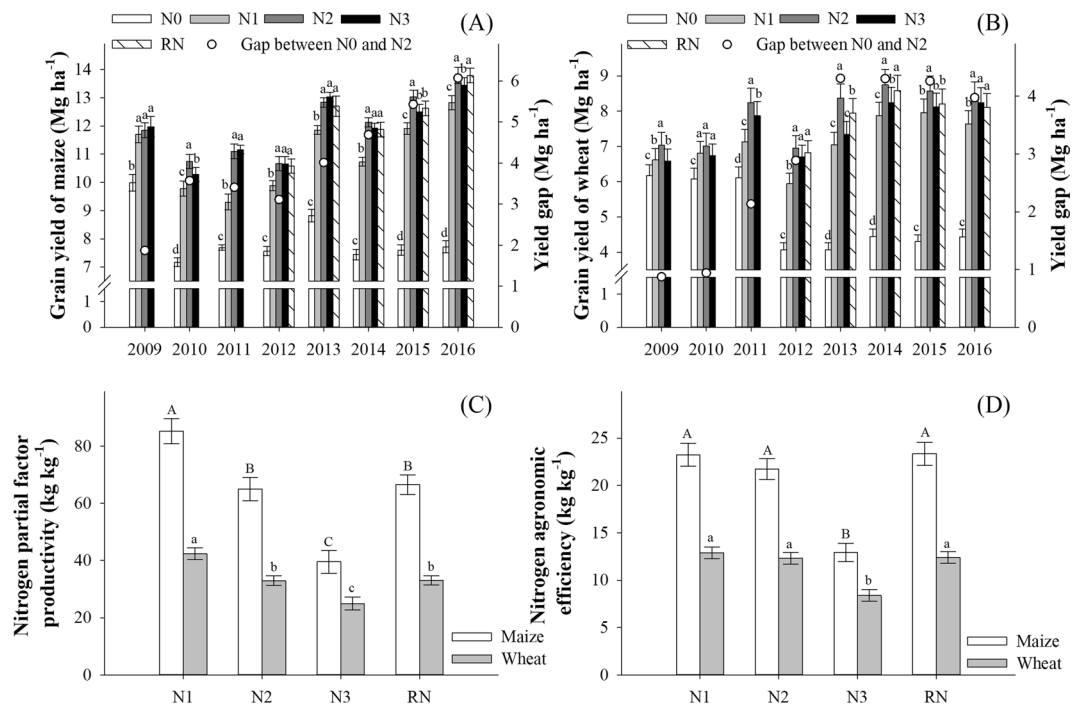 N0 N1 N2 N3 (A)
RN Gap between N0 and N2
Grain yield of maize (Mg ha-1)
14
13
12
11
10
9
8
7
1
0
6
5
4
3
2
1
0
Yield gap (Mg ha-1)
2009 2010 2011 2012 2013 2014 2015 2016
N0 N1 N2 N3 (B)
RN Gap between N0 and N2
Grain yield of wheat (Mg ha-1)
9
8
7
6
5
4
1
0
4
3
2
1
0
Yield gap (Mg ha-1)
2009 2010 2011 2012 2013 2014 2015 2016
(C)
Nitrogen partial factor
productivity (kg kg-1)
80
60
40
20
0
A
a
B
b
C
c
B
b
Maize
Wheat
N1 N2 N3 RN
(D)
Nitrogen agronomic
efficiency (kg kg-1)
25
20
15
10
5
0
A
a
A
a
B
b
A
a
Maize
Wheat
N1 N2 N3 RN